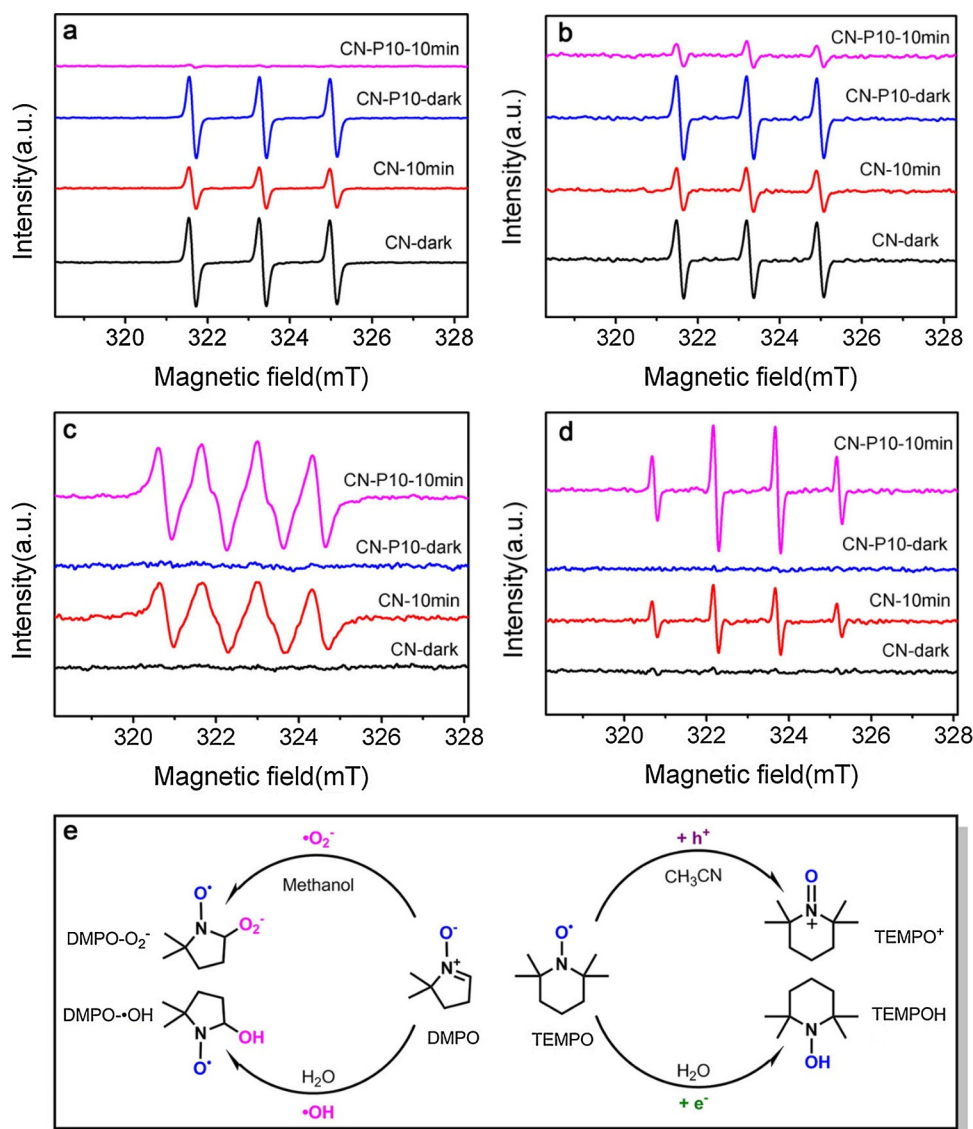 a
CN-P10-10min
CN-P10-dark
CN-10min
CN-dark
Intensity(a.u.)
320 322 324 326 328
Magnetic field(mT)
b
CN-P10-10min
CN-P10-dark
CN-10min
CN-dark
Intensity(a.u.)
320 322 324 326 328
Magnetic field(mT)
c
CN-P10-10min
CN-P10-dark
CN-10min
CN-dark
Intensity(a.u.)
320 322 324 326 328
Magnetic field(mT)
d
CN-P10-10min
CN-P10-dark
CN-10min
CN-dark
Intensity(a.u.)
320 322 324 326 328
Magnetic field(mT)
e
•O₂⁻
Methanol
O•
N
O₂⁻
DMPO-O₂⁻
DMPO-•OH
N
OH
O•
H₂O
•OH
O⁻
N⁺
DMPO
O•
N
TEMPO
+ h⁺
CH₃CN
O
N
+
TEMPO⁺
TEMPOH
N
OH
H₂O
+ e⁻